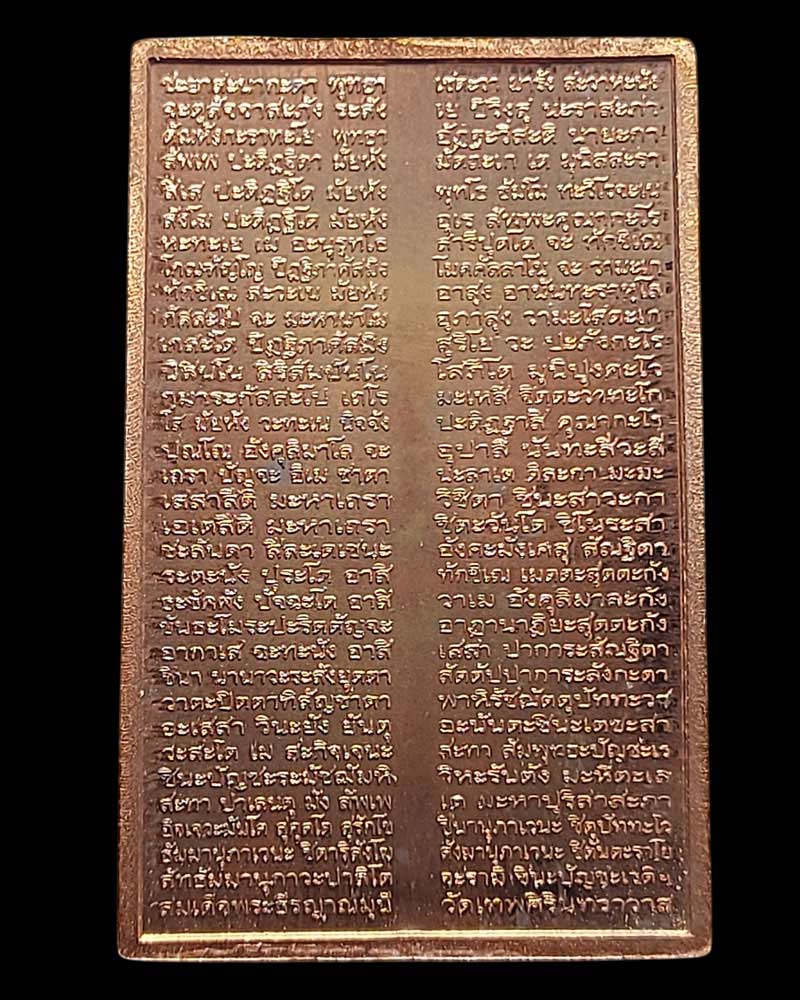 ชะราสะนากะตา พุทธา เชตะวา มารัง สะวาหะนัง
จะตุสัจจาสะภัง ระสัง เย ปิวิงสุ นะราสะภา
ตัณหังกะราทะโย พุทธา อัฏฐะวีสะติ นายะกา
สัพเพ ปะติฏฐิตา มัยหัง มัตถะเก เต มุนิสสะรา
สีเส ปะติฏฐิโต มัยหัง พุทโธ ธัมโม ทะวิโลจะเน
สังโฆ ปะติฏฐิโต มัยหัง อุเร สัพพะคุณากะโร
หะทะเย เม อะนุรุทโธ สารีปุตโต จะ ทักขิเณ
โกณฑัญโญ ปิฏฐิภาคัสมิง โมคคัลลาโน จะ วามะเก
ทักขิเณ สะวะเน มัยหัง อาสุง อานันทะราหุโล
กัสสะโป จะ มะหานาโม อุภาสุง วามะโสตะเก
เกสะโต ปิฏฐิภาคัสมิง สุริโย วะ ปะภังกะโร
นิสินโน สิริสัมปันโน โสภิโต มุนิปุงคะโว
กุมาระกัสสะโป เถโร มะเหสี จิตตะวาทะโก
โส มัยหัง วะทะเน นิจจัง ปะติฏฐาสิ คุณากะโร
ปุณโณ อังคุลิมาโล จะ อุปาลี นันทะสีวะลี
เถรา ปัญจะ อิเม ชาตา นะลาเต ติละกา มะมะ
เสสาสีติ มะหาเถรา วิชิตา ชินะสาวะกา
เอเตสีติ มะหาเถรา ชิตะวันโต ชิโนระสา
ชะลันตา สีละเตเชนะ อังคะมังเคสุ สัณฐิตา
ระตะนัง ปุระโต อาสิ ทักขิเณ เมตตะสุตตะกัง
ธะชัคคัง ปัจฉะโต อาสิ วาเม อังคุลิมาละกัง
ขันธะโมระปะริตตัญจะ อาฏานาฏิยะสุตตะกัง
อากาเส ฉะทะนัง อาสิ เสสา ปาการะสัณฐิตา
ชินา นานาวะระสังยุตตา สัตตัปปาการะลังกะตา
วาตะปิตตาทิสัญชาตา พาหิรัชฌัตตุปัททะวา
อะเสสา วินะยัง ยันตุ อะนันตะชินะเตชะสา
วะสะโต เม สะกิจเจนะ สะทา สัมพุทธะปัญชะเร
ชินะปัญชะระมัชฌัมหิ วิหะรันตัง มะหีตะเล
สะทา ปาเลนตุ มัง สัพเพ เต มะหาปุริสาสะภา
อิจเจวะมันโต สุคุตโต สุรักโข ชินานุภาเวนะ ชิตุปัททะโว
ธัมมานุภาเวนะ ชิตาริสังโฆ สังฆานุภาเวนะ ชิตันตะราโย
สัทธัมมานุภาวะปาลิโต จะรามิ ชินะปัญชะเรติ
สมเด็จพระธีรญาณมุนี วัดเทพศิรินทราวาส